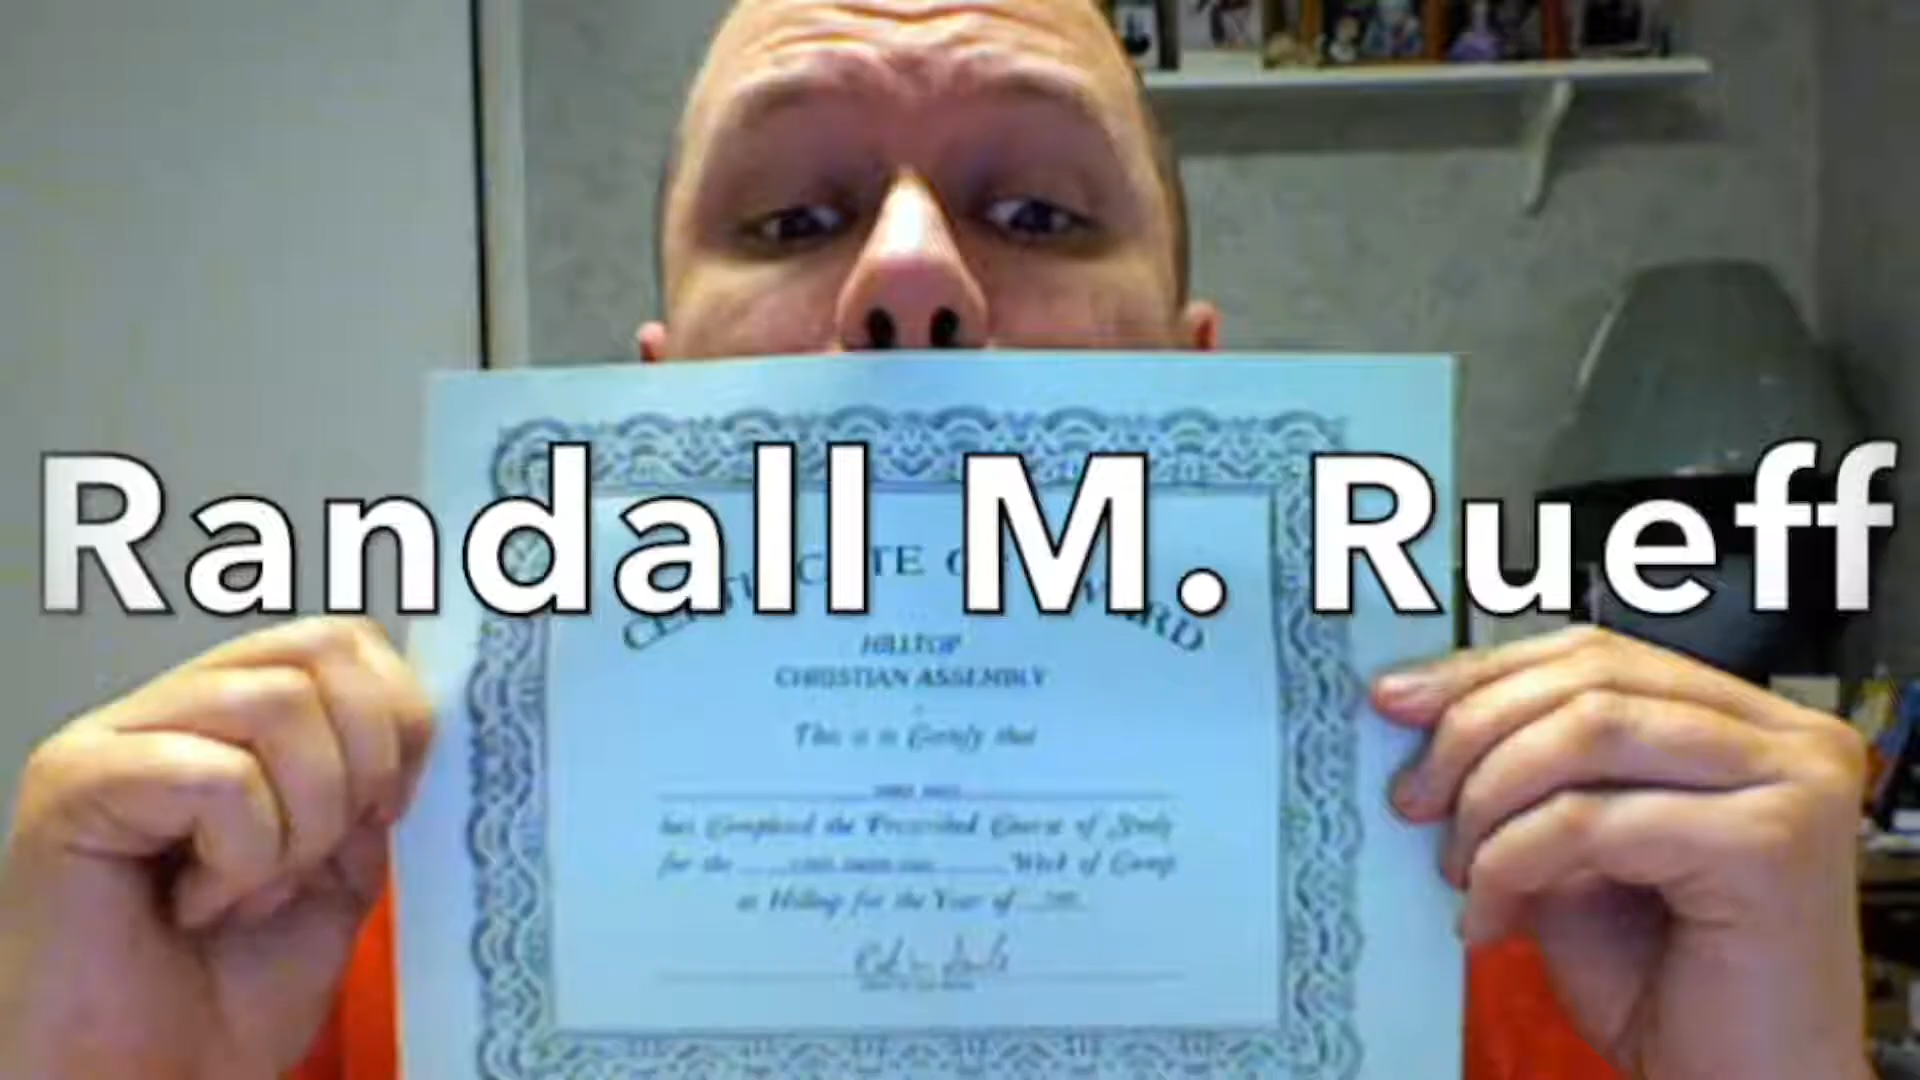 Randall M. Rueff
HILLTOP
CHRISTIAN ASSEMBLY
This is to Certify that
has Completed the Prescribed Course of Study
for the Week of Camp
at Hilltop for the Year of